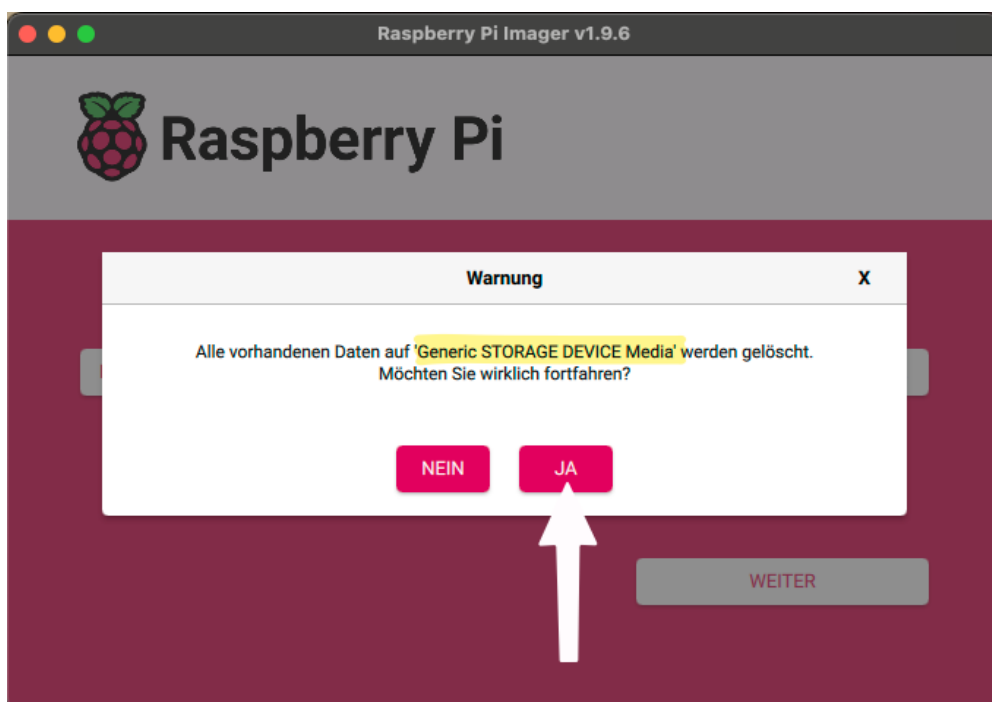 Raspberry Pi Imager v1.9.6
Raspberry Pi
Warnung
X
Alle vorhandenen Daten auf 'Generic STORAGE DEVICE Media' werden gelöscht.
Möchten Sie wirklich fortfahren?
NEIN
JA
WEITER